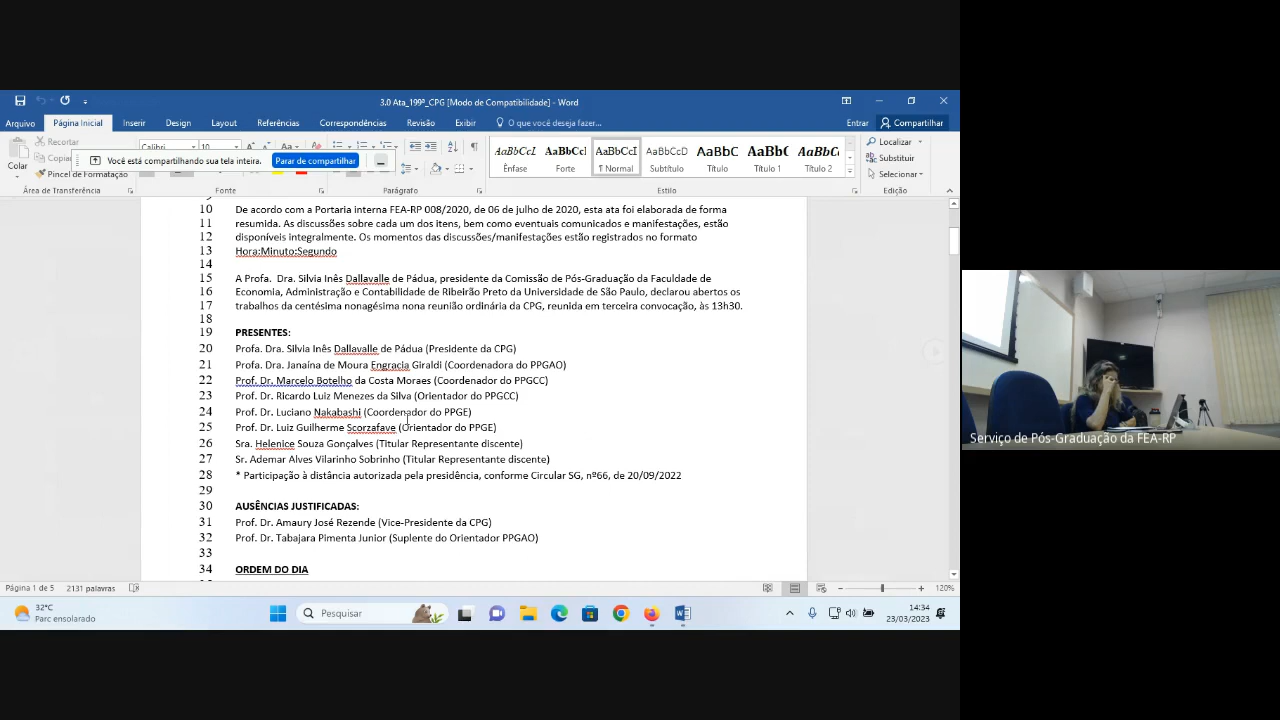 3.0 Ata_199ª_CPG [Modo de Compatibilidade] - Word
Arquivo Página Inicial Inserir Design Layout Referências Correspondências Revisão Exibir O que você deseja fazer... Entrar Compartilhar
Colar
Recortar
Pincel de Formatação
Área de Transferência
Você está compartilhando sua tela inteira. Parar de compartilhar
Fonte
Parágrafo
AaBbCcL AaBbCcI AaBbCcI AaBbCcD AaBbC AaBbC AaBbC
Ênfase Forte ¶ Normal Subtítulo Título Título 1 Título 2
Estilo
Localizar
Substituir
Selecionar
Edição
10 De acordo com a Portaria interna FEA-RP 008/2020, de 06 de julho de 2020, esta ata foi elaborada de forma
11 resumida. As discussões sobre cada um dos itens, bem como eventuais comunicados e manifestações, estão
12 disponíveis integralmente. Os momentos das discussões/manifestações estão registrados no formato
13 Hora:Minuto:Segundo
14
15 A Profa. Dra. Silvia Inês Dallavalle de Pádua, presidente da Comissão de Pós-Graduação da Faculdade de
16 Economia, Administração e Contabilidade de Ribeirão Preto da Universidade de São Paulo, declarou abertos os
17 trabalhos da centésima nonagésima nona reunião ordinária da CPG, reunida em terceira convocação, às 13h30.
18
19 PRESENTES:
20 Profa. Dra. Silvia Inês Dallavalle de Pádua (Presidente da CPG)
21 Profa. Dra. Janaína de Moura Engracia Giraldi (Coordenadora do PPGAO)
22 Prof. Dr. Marcelo Botelho da Costa Moraes (Coordenador do PPGCC)
23 Prof. Dr. Ricardo Luiz Menezes da Silva (Orientador do PPGCC)
24 Prof. Dr. Luciano Nakabashi (Coordenador do PPGE)
25 Prof. Dr. Luiz Guilherme Scorzafave (Orientador do PPGE)
26 Sra. Helenice Souza Gonçalves (Titular Representante discente)
27 Sr. Ademar Alves Vilarinho Sobrinho (Titular Representante discente)
28 * Participação à distância autorizada pela presidência, conforme Circular SG, nº66, de 20/09/2022
29
30 AUSÊNCIAS JUSTIFICADAS:
31 Prof. Dr. Amaury José Rezende (Vice-Presidente da CPG)
32 Prof. Dr. Tabajara Pimenta Junior (Suplente do Orientador PPGAO)
33
34 ORDEM DO DIA
Página 1 de 5 2131 palavras 120%
32°C
Parc ensolarado
Pesquisar
14:34
23/03/2023
Serviço de Pós-Graduação da FEA-RP